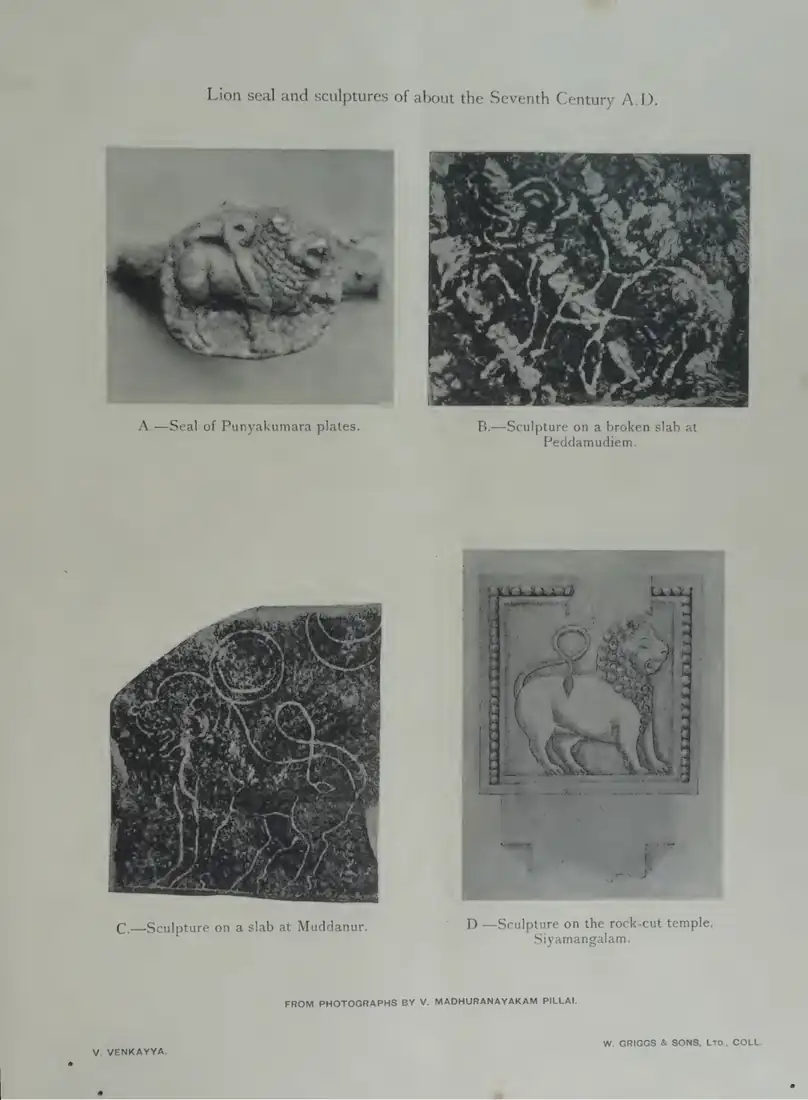 Lion seal and sculptures of about the Seventh Century A.D.
A.—Seal of Punyakumara plates.
B.—Sculpture on a broken slab at
Peddamudiem.
C.—Sculpture on a slab at Muddanur.
D —Sculpture on the rock-cut temple,
Siyamangalam.
FROM PHOTOGRAPHS BY V. MADHURANAYAKAM PILLAI.
V. VENKAYYA.
W. GRIGGS & SONS, LTD., COLL.